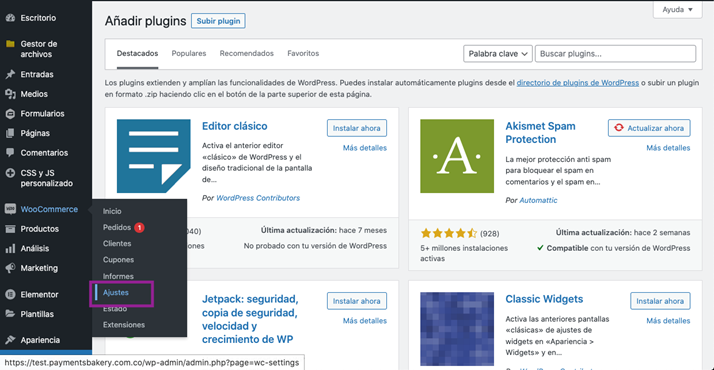 Ayuda
Escritorio
Gestor de
archivos
Entradas
Medios
Formularios
Páginas
Comentarios
CSS y JS
personalizado
WooCommerce
Productos
Análisis
Marketing
Elementor
Plantillas
Apariencia
Inicio
Pedidos 1
Clientes
Cupones
Informes
Ajustes
Estado
Extensiones
Añadir plugins Subir plugin
Destacados Populares Recomendados Favoritos Palabra clave Buscar plugins...
Los plugins extienden y amplían las funcionalidades de WordPress. Puedes instalar automáticamente plugins desde el directorio de plugins de WordPress o subir un plugin
en formato .zip haciendo clic en el botón de la parte superior de esta página.
Editor clásico
Instalar ahora
Más detalles
Activa el anterior editor
«clásico» de WordPress y el
diseño tradicional de la pantalla
de...
Por WordPress Contributors
Última actualización: hace 7 meses
No probado con tu versión de WordPress
Akismet Spam
Protection
Actualizar ahora
Más detalles
La mejor protección anti spam
para bloquear el spam en
comentarios y el spam en...
Por Automattic
(928)
5+ millones instalaciones
activas
Última actualización: hace 2 semanas
Compatible con tu versión de WordPress
Jetpack: seguridad,
copia de seguridad,
velocidad y
crecimiento de WP
Instalar ahora
Más detalles
Classic Widgets
Instalar ahora
Más detalles
Activa las anteriores pantallas
«clásicas» de ajustes de
widgets en «Apariencia >
Widgets» y en...
https://test.paymentsbakery.com.co/wp-admin/admin.php?page=wc-settings